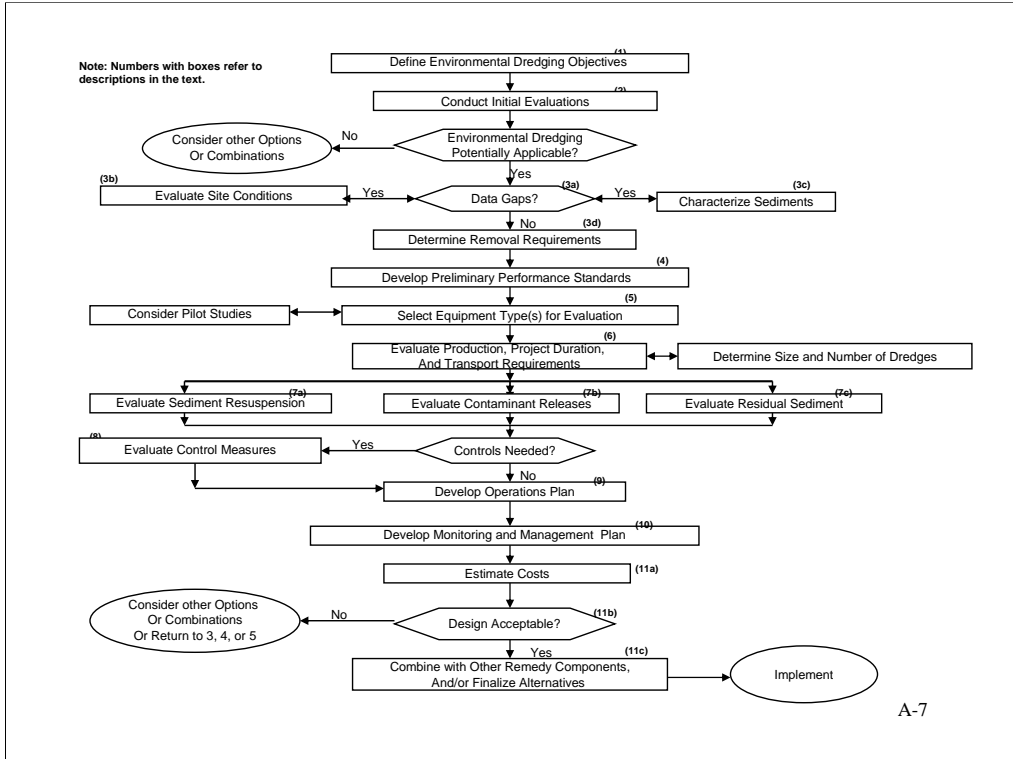 Note: Numbers with boxes refer to
descriptions in the text.
(1)
Define Environmental Dredging Objectives
(2)
Conduct Initial Evaluations
Consider other Options
Or Combinations
No
Environmental Dredging
Potentially Applicable?
Yes
(3b)
Evaluate Site Conditions
Yes
(3a)
Data Gaps?
Yes
(3c)
Characterize Sediments
No
(3d)
Determine Removal Requirements
(4)
Develop Preliminary Performance Standards
(5)
Consider Pilot Studies
Select Equipment Type(s) for Evaluation
(6)
Evaluate Production, Project Duration,
And Transport Requirements
Determine Size and Number of Dredges
(7a)
Evaluate Sediment Resuspension
(7b)
Evaluate Contaminant Releases
(7c)
Evaluate Residual Sediment
(8)
Evaluate Control Measures
Yes
Controls Needed?
No
(9)
Develop Operations Plan
(10)
Develop Monitoring and Management Plan
Estimate Costs
(11a)
Consider other Options
Or Combinations
Or Return to 3, 4, or 5
No
(11b)
Design Acceptable?
Yes
(11c)
Combine with Other Remedy Components,
And/or Finalize Alternatives
Implement
A-7